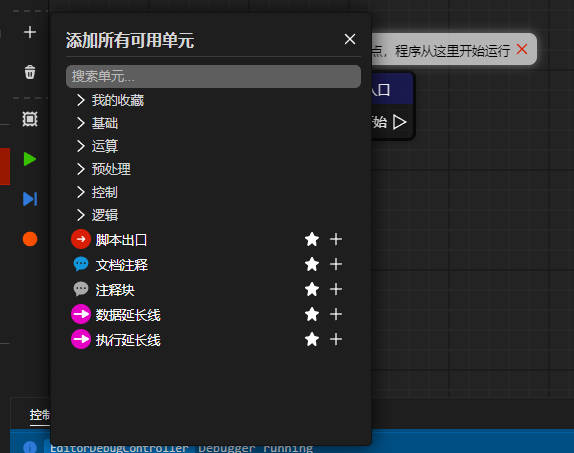 添加所有可用单元
点，程序从这里开始运行
搜索单元...
我的收藏
基础
运算
预处理
控制
逻辑
脚本出口
文档注释
注释块
数据延长线
执行延长线
入口
始
控制
EditorDebugController Debugger running